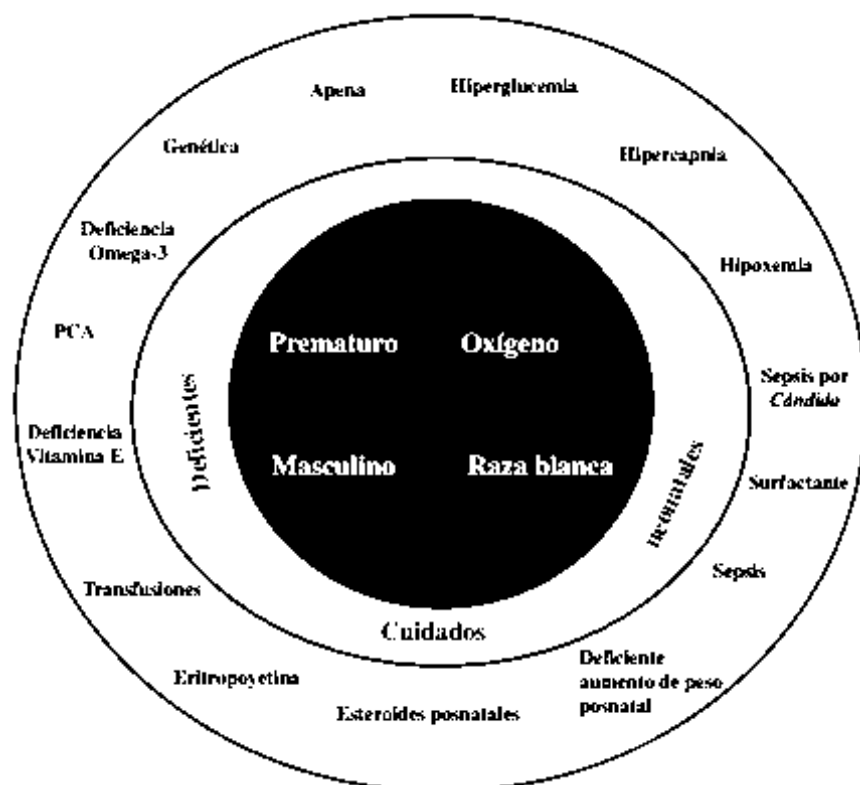 Apena
Hiperglucemia
Genética
Hipercapnia
Deficiencia
Omega-3
Hipoxemia
PCA
Prematuro
Oxígeno
Sepsis por
Cándida
Deficientes
Deficiencia
Vitamina E
Masculino
Raza blanca
neonatales
Surfactante
Sepsis
Transfusiones
Cuidados
Eritropoyetina
Esteroides posnatales
Deficiente
aumento de peso
posnatal